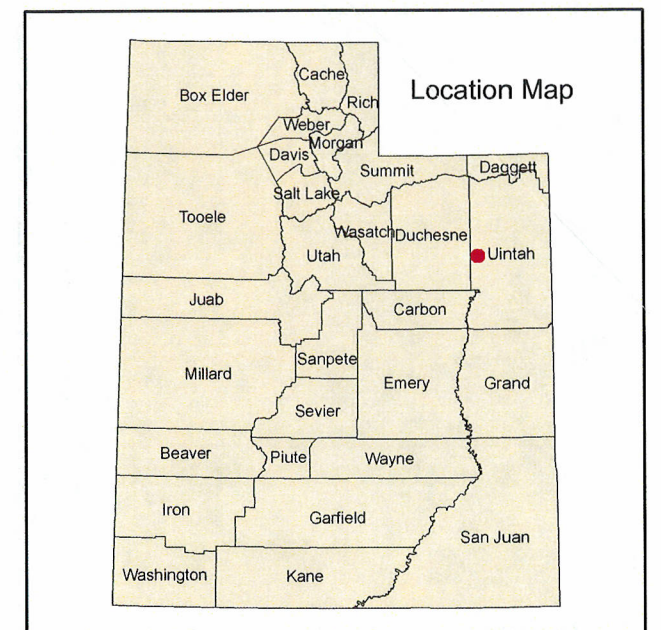 Location Map
Cache
Box Elder
Rich
Weber
Morgan
Davis
Summit
Daggett
Salt Lake
Tooele
Wasatch
Duchesne
Uintah
Utah
Juab
Carbon
Sanpete
Millard
Emery
Grand
Sevier
Beaver
Piute
Wayne
Iron
Garfield
San Juan
Washington
Kane